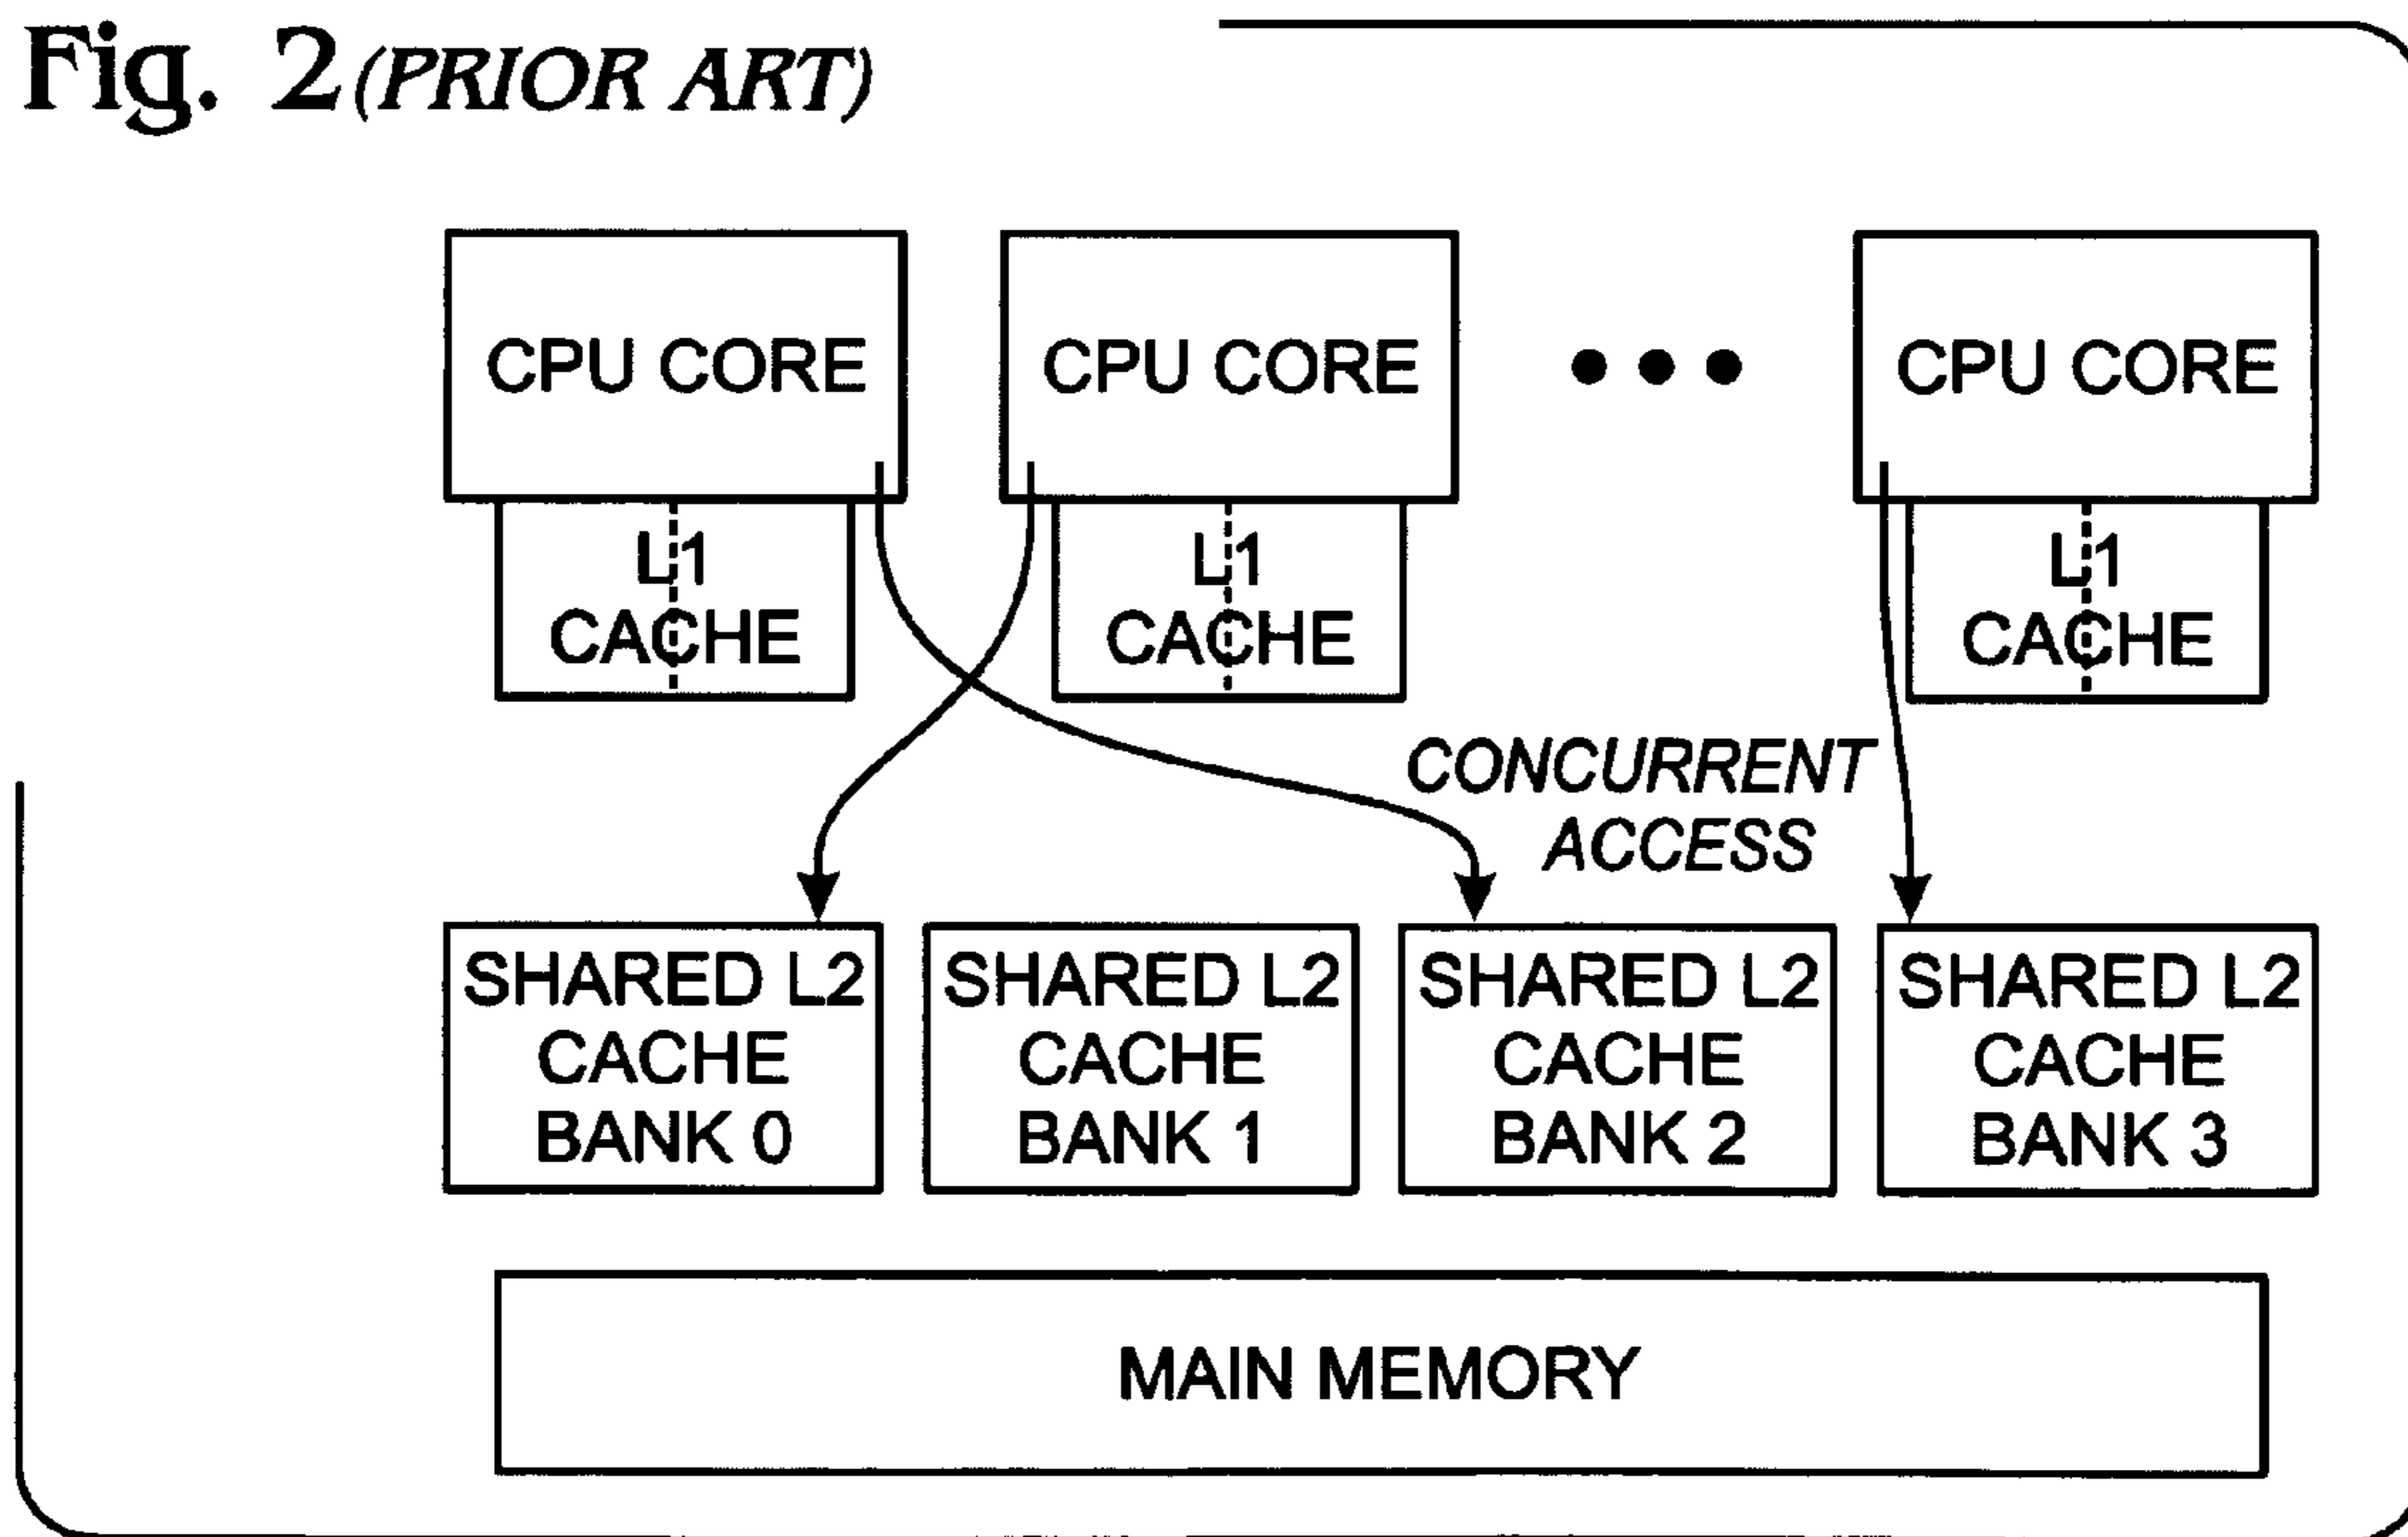 Fig. 2 (PRIOR ART)
CPU CORE
CPU CORE
CPU CORE
L1
CACHE
L1
CACHE
L1
CACHE
CONCURRENT
ACCESS
SHARED L2
CACHE
BANK 0
SHARED L2
CACHE
BANK 1
SHARED L2
CACHE
BANK 2
SHARED L2
CACHE
BANK 3
MAIN MEMORY